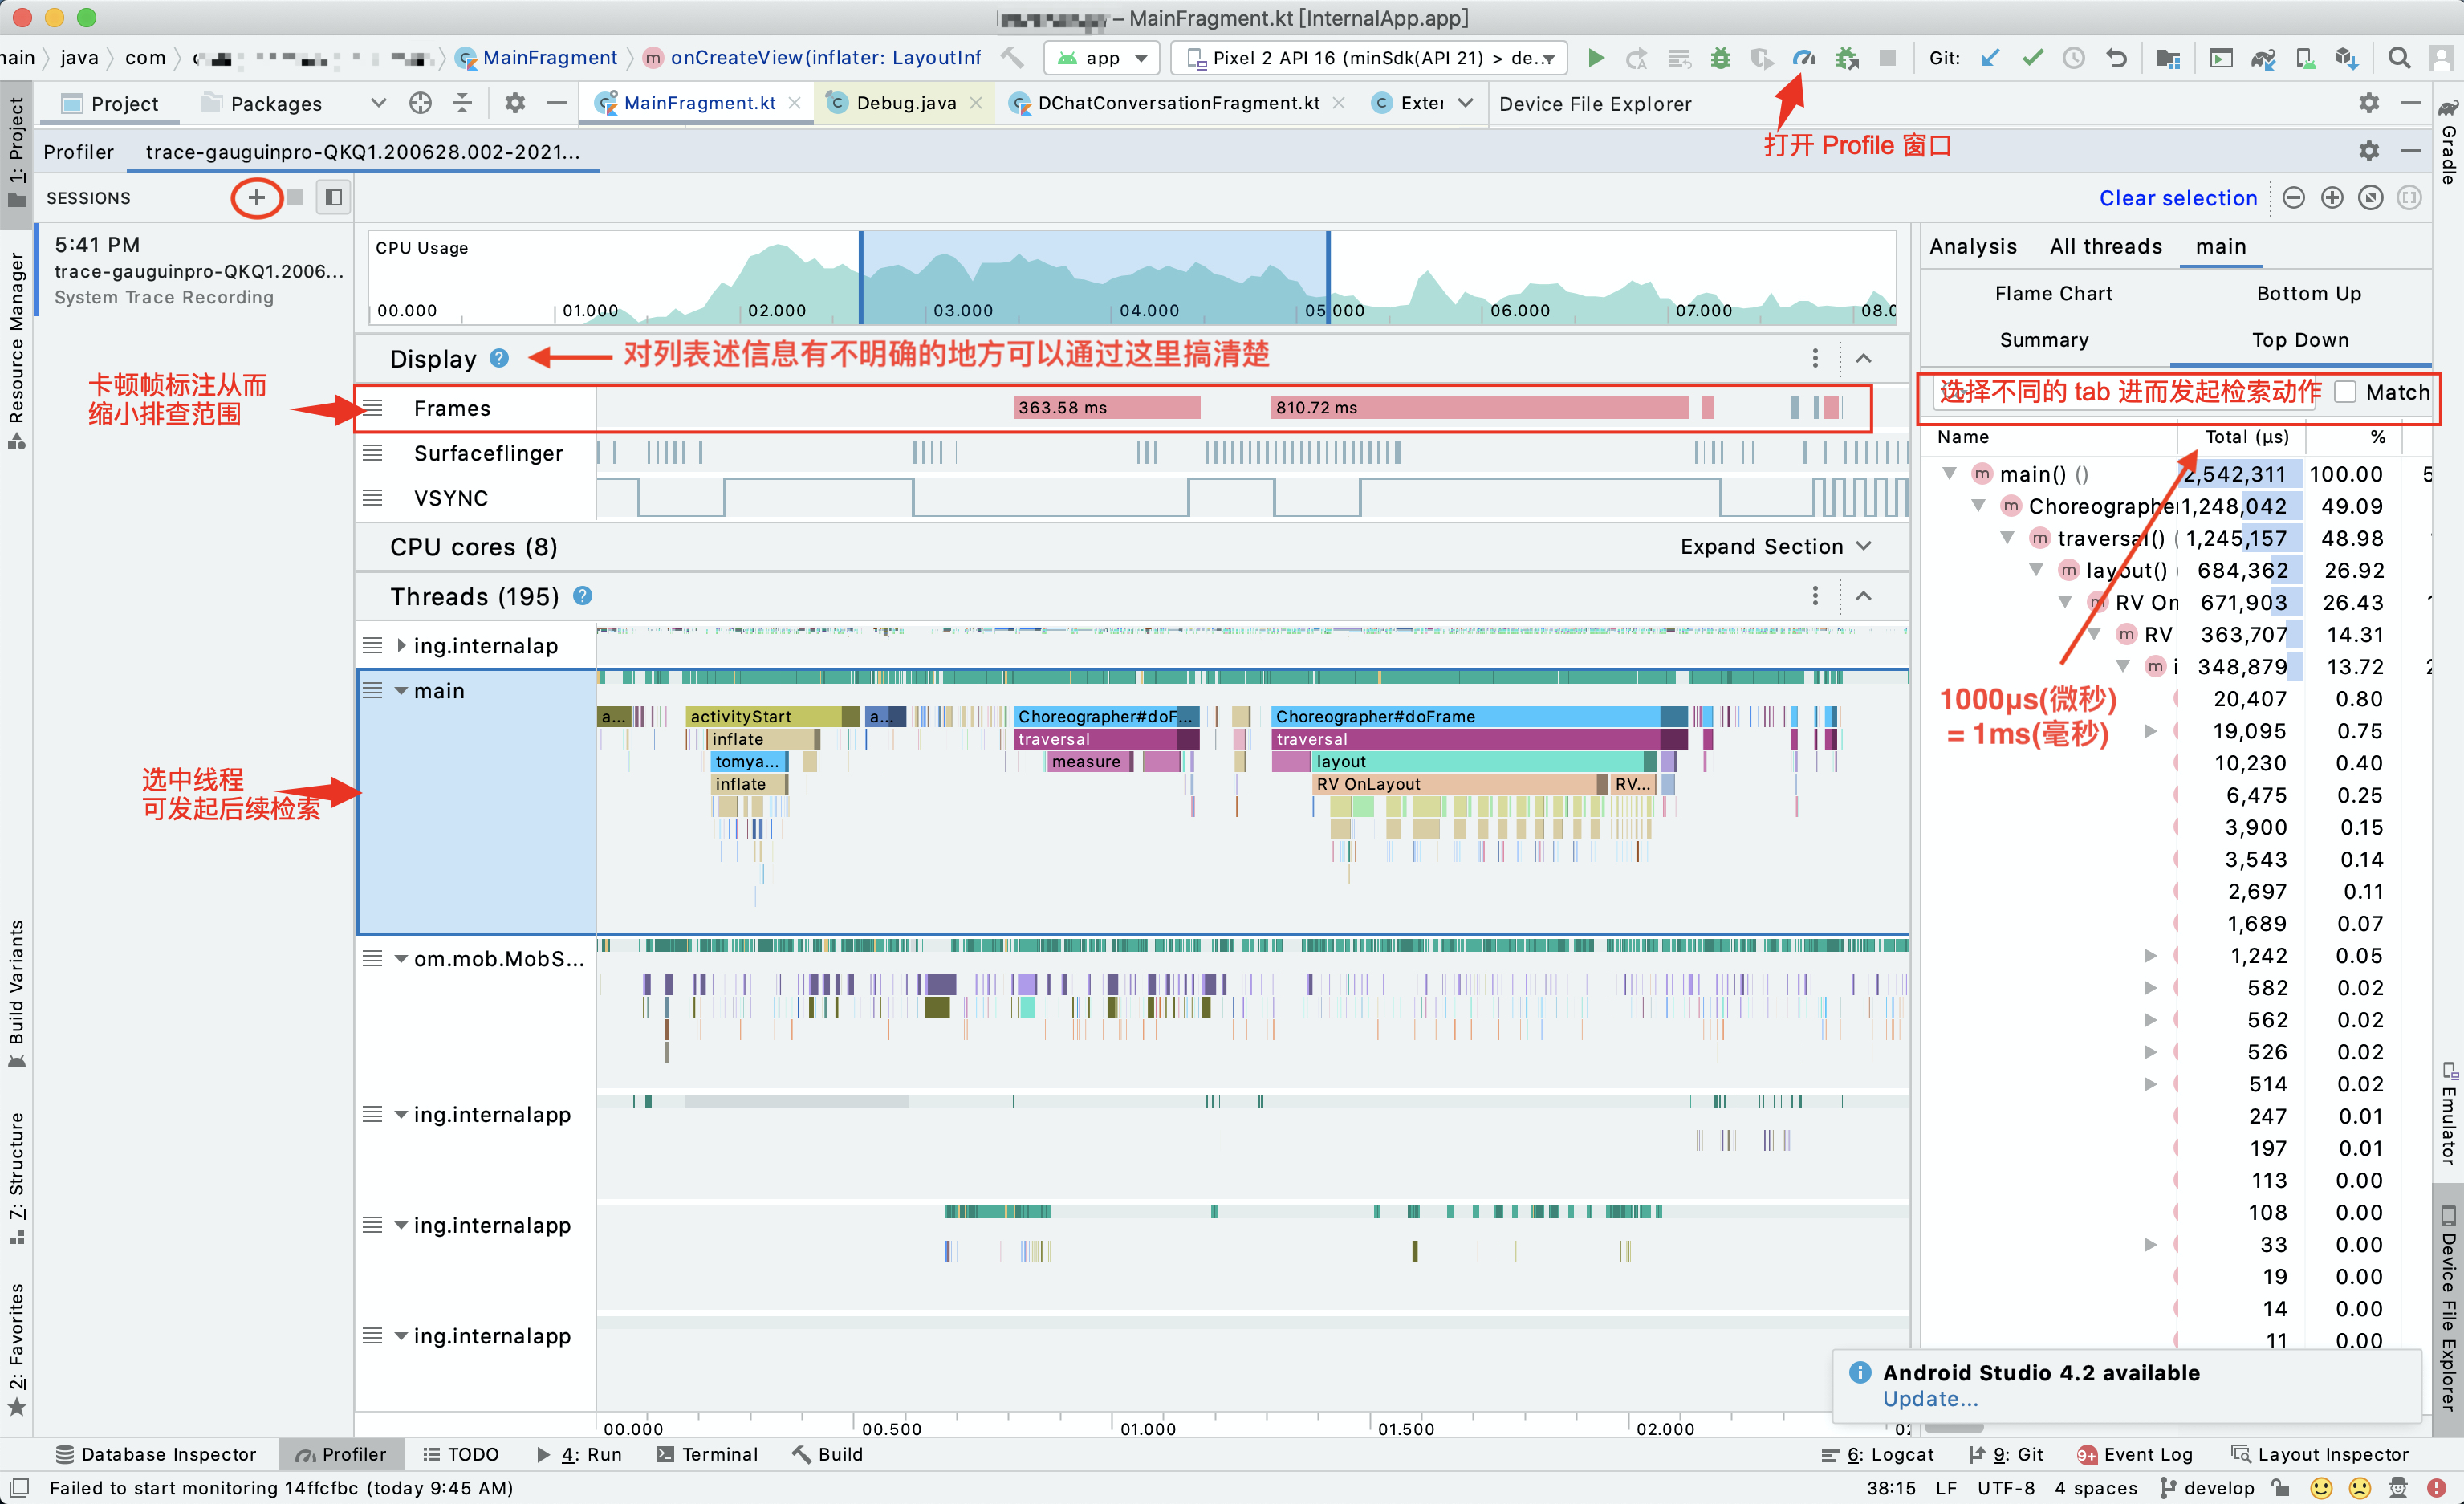 – MainFragment.kt [InternalApp.app]
main java com MainFragment onCreateView(inflater: LayoutInf app Pixel 2 API 16 (minSdk(API 21) > de... Git:
Project Packages MainFragment.kt Debug.java DChatConversationFragment.kt Exter Device File Explorer
打开 Profile 窗口
Profiler trace-gauguinpro-QKQ1.200628.002-2021...
SESSIONS
Clear selection
5:41 PM
trace-gauguinpro-QKQ1.2006...
System Trace Recording
CPU Usage
00.000 01.000 02.000 03.000 04.000 05.000 06.000 07.000 08.0
Display
对列表述信息有不明确的地方可以通过这里搞清楚
卡顿帧标注从而
缩小排查范围
Frames 363.58 ms 810.72 ms
Surfaceflinger
VSYNC
CPU cores (8) Expand Section
Threads (195)
ing.internalap
main
a... activityStart a... Choreographer#doF... Choreographer#doFrame
inflate traversal traversal
tomya... measure layout
inflate RV OnLayout RV...
选中线程
可发起后续检索
om.mob.MobS...
ing.internalapp
ing.internalapp
ing.internalapp
00.000 00.500 01.000 01.500 02.000
Analysis All threads main
Flame Chart Bottom Up
Summary Top Down
选择不同的 tab 进而发起检索动作 Match
Name Total (μs) %
main() () 2,542,311 100.00
Choreographer 1,248,042 49.09
traversal() ( 1,245,157 48.98
layout() 684,362 26.92
RV On 671,903 26.43
RV 363,707 14.31
i 348,879 13.72
20,407 0.80
19,095 0.75
10,230 0.40
6,475 0.25
3,900 0.15
3,543 0.14
2,697 0.11
1,689 0.07
1,242 0.05
582 0.02
562 0.02
526 0.02
514 0.02
247 0.01
197 0.01
113 0.00
108 0.00
33 0.00
19 0.00
14 0.00
11 0.00
1000μs(微秒)
= 1ms(毫秒)
Android Studio 4.2 available
Update...
1: Project
Resource Manager
Build Variants
7: Structure
2: Favorites
Gradle
Emulator
Device File Explorer
Database Inspector Profiler TODO 4: Run Terminal Build 6: Logcat 9: Git 9+ Event Log Layout Inspector
Failed to start monitoring 14ffcfbc (today 9:45 AM) 38:15 LF UTF-8 4 spaces develop